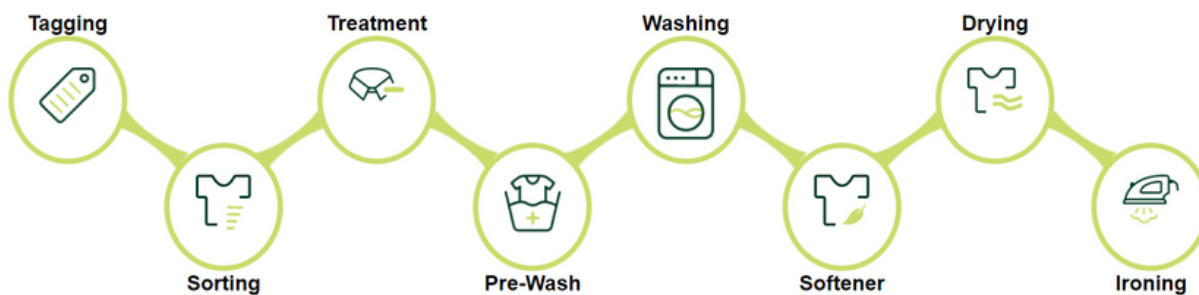 Tagging
Sorting
Treatment
Pre-Wash
Washing
Softener
Drying
Ironing